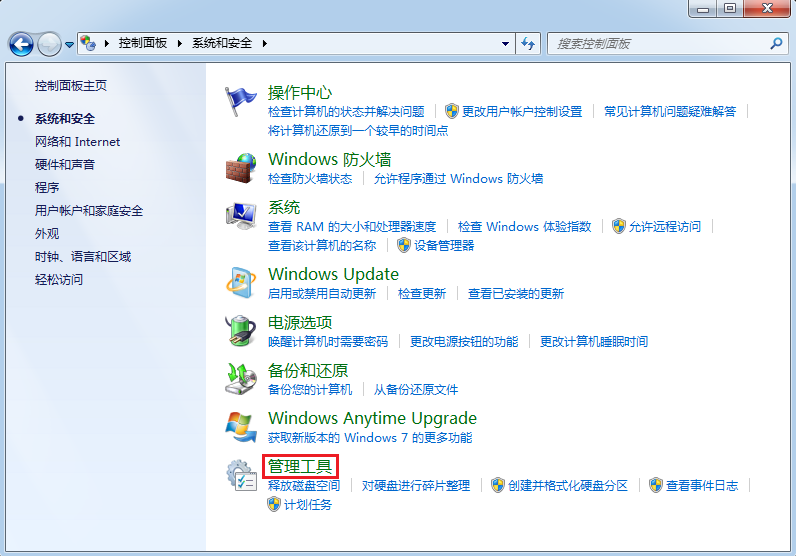 控制面板 系统和安全 搜索控制面板
控制面板主页
系统和安全
网络和 Internet
硬件和声音
程序
用户帐户和家庭安全
外观
时钟、语言和区域
轻松访问
操作中心
检查计算机的状态并解决问题 更改用户帐户控制设置 常见计算机问题疑难解答
将计算机还原到一个较早的时间点
Windows 防火墙
检查防火墙状态 允许程序通过 Windows 防火墙
系统
查看 RAM 的大小和处理器速度 检查 Windows 体验指数 允许远程访问
查看该计算机的名称 设备管理器
Windows Update
启用或禁用自动更新 检查更新 查看已安装的更新
电源选项
唤醒计算机时需要密码 更改电源按钮的功能 更改计算机睡眠时间
备份和还原
备份您的计算机 从备份还原文件
Windows Anytime Upgrade
获取新版本的 Windows 7 的更多功能
管理工具
释放磁盘空间 对硬盘进行碎片整理 创建并格式化硬盘分区 查看事件日志
计划任务